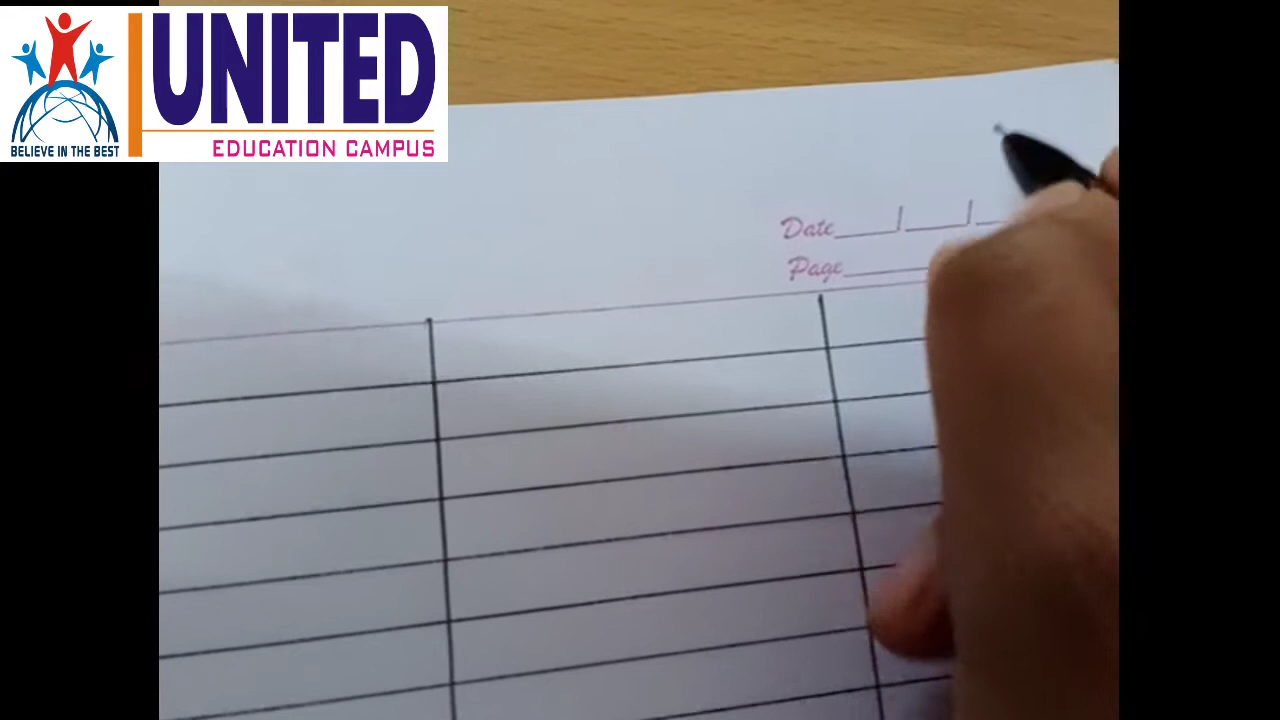 UNITED
EDUCATION CAMPUS
BELIEVE IN THE BEST
Date
Page